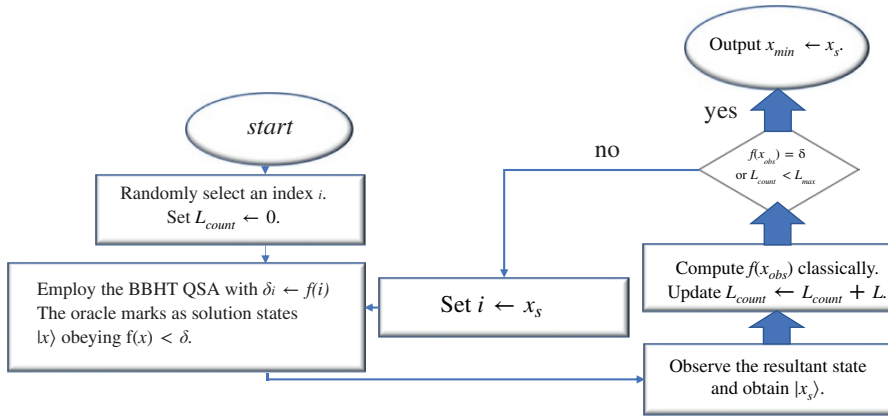 start
Randomly select an index i.
Set L_count ← 0.
Employ the BBHT QSA with δi ← f(i)
The oracle marks as solution states
|x⟩ obeying f(x) < δ.
Observe the resultant state
and obtain |x_s⟩.
Compute f(x_obs) classically.
Update L_count ← L_count + L.
f(x_obs) = δ
or L_count < L_max
no
Set i ← x_s
yes
Output x_min ← x_s.